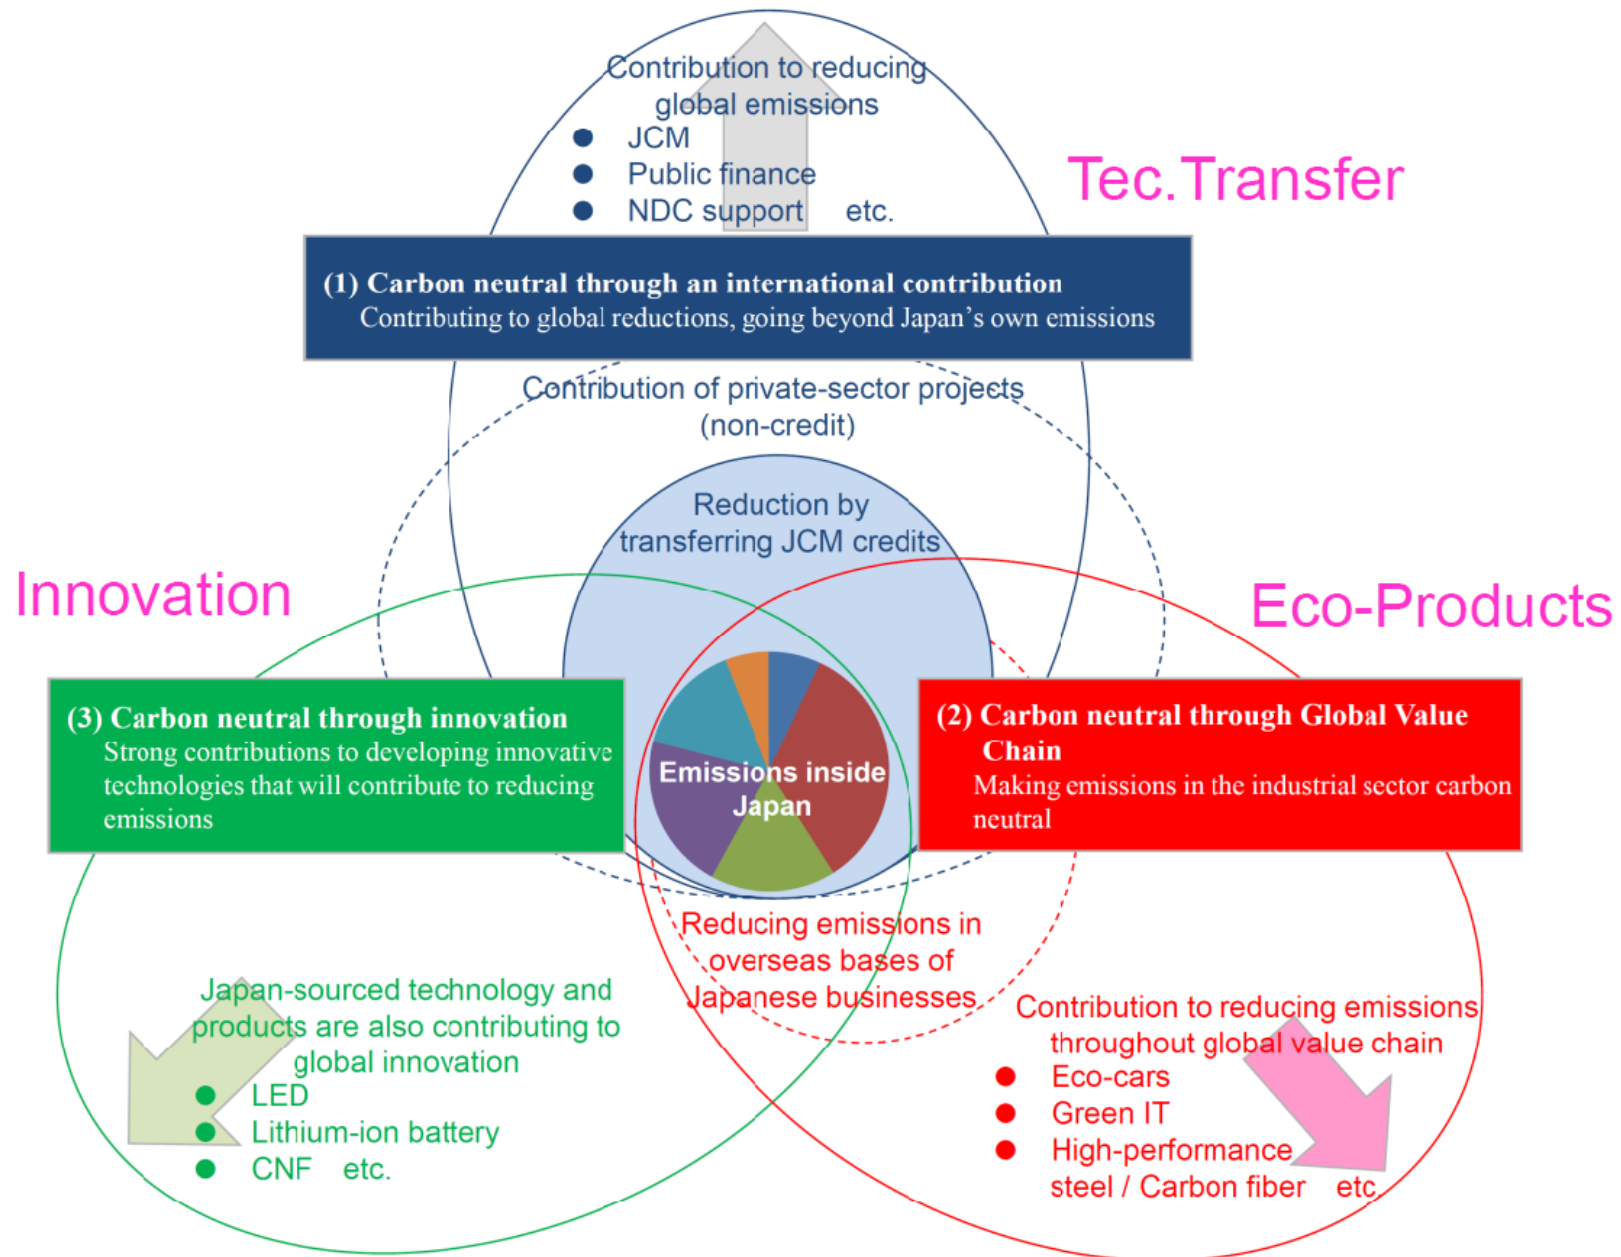 Contribution to reducing
global emissions
● JCM
● Public finance
● NDC support etc.
Tec.Transfer
(1) Carbon neutral through an international contribution
Contributing to global reductions, going beyond Japan’s own emissions
Contribution of private-sector projects
(non-credit)
Reduction by
transferring JCM credits
Innovation
Eco-Products
(3) Carbon neutral through innovation
Strong contributions to developing innovative
technologies that will contribute to reducing
emissions
Emissions inside
Japan
(2) Carbon neutral through Global Value
Chain
Making emissions in the industrial sector carbon
neutral
Reducing emissions in
overseas bases of
Japanese businesses
Japan-sourced technology and
products are also contributing to
global innovation
● LED
● Lithium-ion battery
● CNF etc.
Contribution to reducing emissions
throughout global value chain
● Eco-cars
● Green IT
● High-performance
steel / Carbon fiber etc.